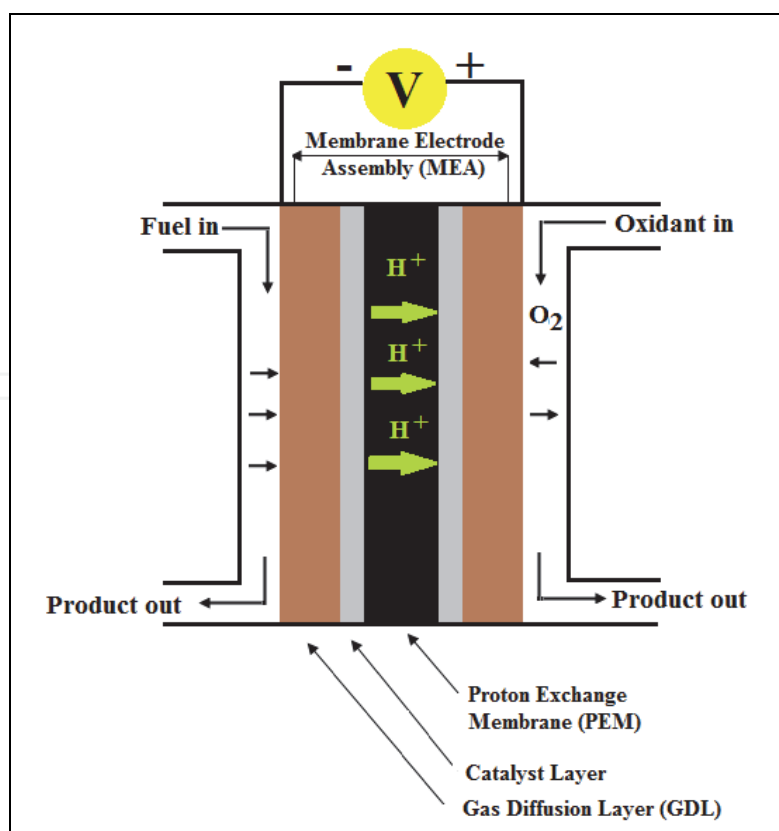 - V +
Membrane Electrode
Assembly (MEA)
Fuel in
Oxidant in
H+
O2
H+
H+
Product out
Product out
Proton Exchange
Membrane (PEM)
Catalyst Layer
Gas Diffusion Layer (GDL)